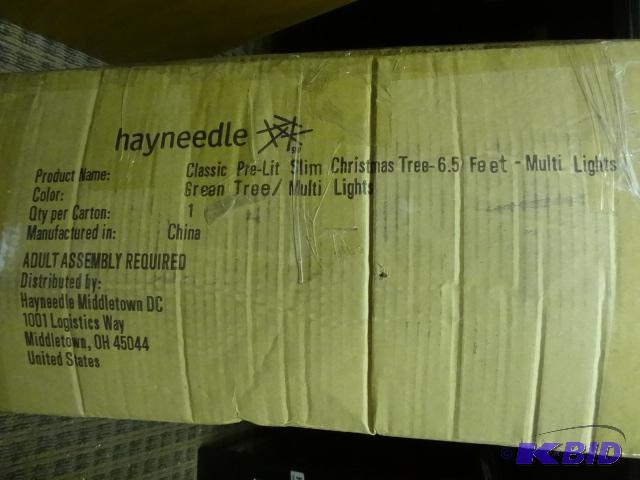 hayneedle
Product Name: Classic Pre-Lit Slim Christmas Tree-6.5 Feet - Multi Lights
Color: Green Tree/ Multi Lights
Qty per Carton: 1
Manufactured in: China
ADULT ASSEMBLY REQUIRED
Distributed by:
Hayneedle Middletown DC
1001 Logistics Way
Middletown, OH 45044
United States
© K-BID